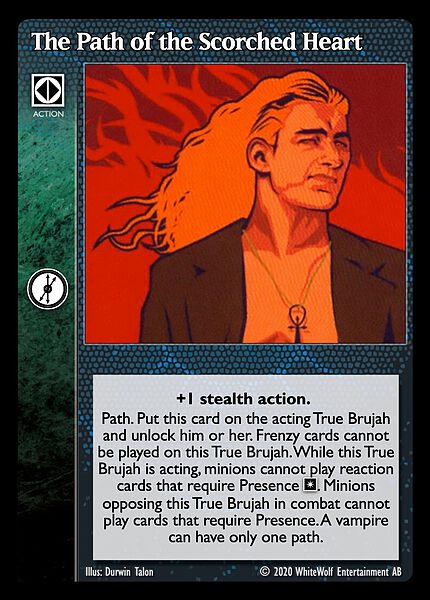 The Path of the Scorched Heart
ACTION
+1 stealth action.
Path. Put this card on the acting True Brujah
and unlock him or her. Frenzy cards cannot
be played on this True Brujah. While this True
Brujah is acting, minions cannot play reaction
cards that require Presence. Minions
opposing this True Brujah in combat cannot
play cards that require Presence. A vampire
can have only one path.
Illus: Durwin Talon
© 2020 WhiteWolf Entertainment AB